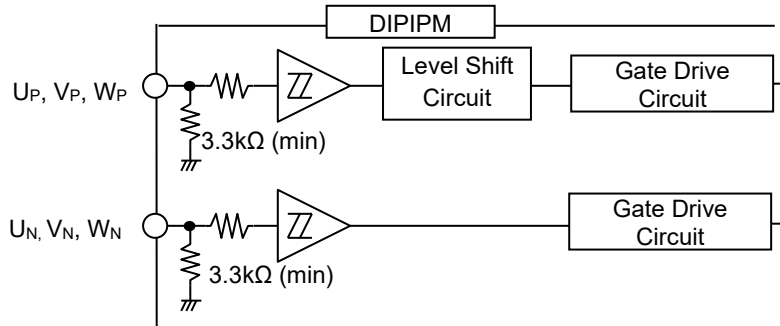 DIPIPM
UP, VP, WP
Level Shift
Circuit
Gate Drive
Circuit
3.3kΩ (min)
UN, VN, WN
Gate Drive
Circuit
3.3kΩ (min)